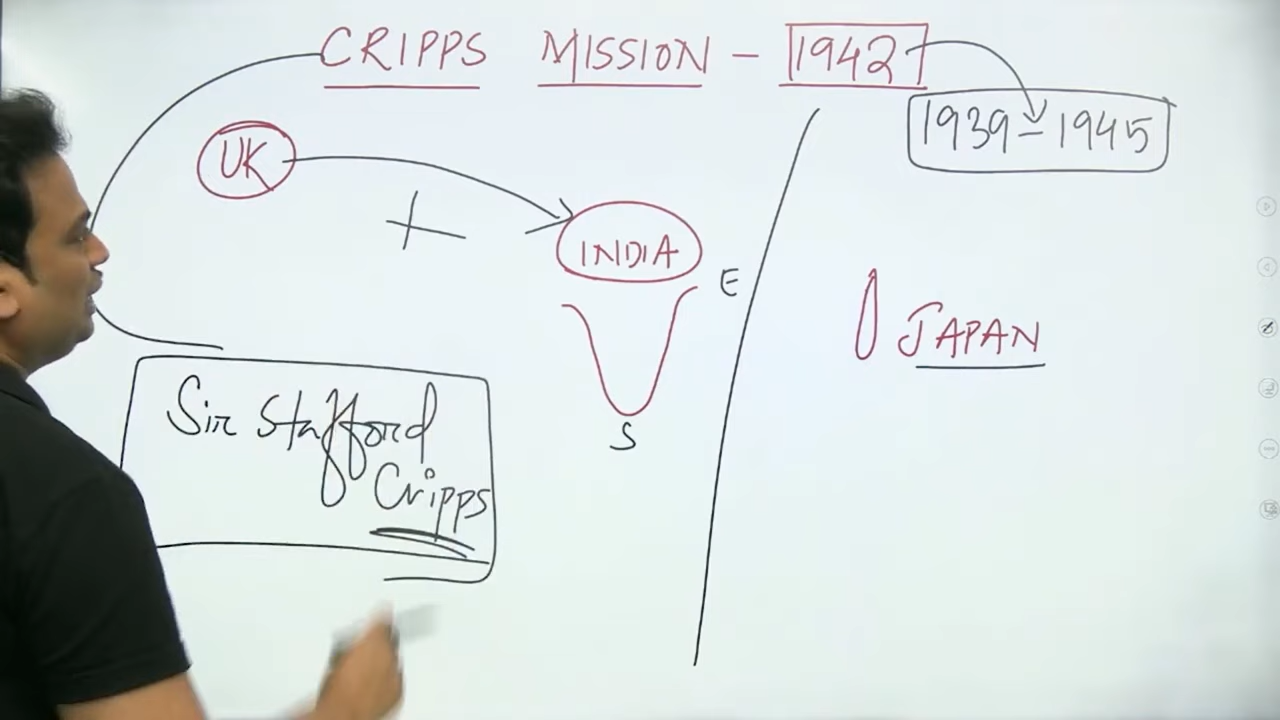 CRIPPS MISSION - 1942
1939-1945
UK
INDIA
E
JAPAN
S
Sir Stafford
Cripps